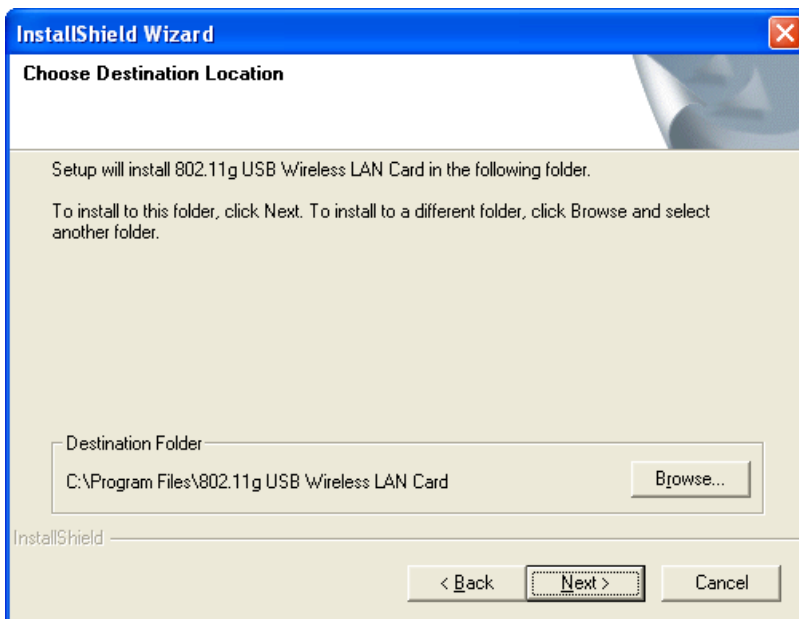 InstallShield Wizard
Choose Destination Location
Setup will install 802.11g USB Wireless LAN Card in the following folder.
To install to this folder, click Next. To install to a different folder, click Browse and select
another folder.
Destination Folder
C:\Program Files\802.11g USB Wireless LAN Card
Browse...
InstallShield
< Back
Next >
Cancel